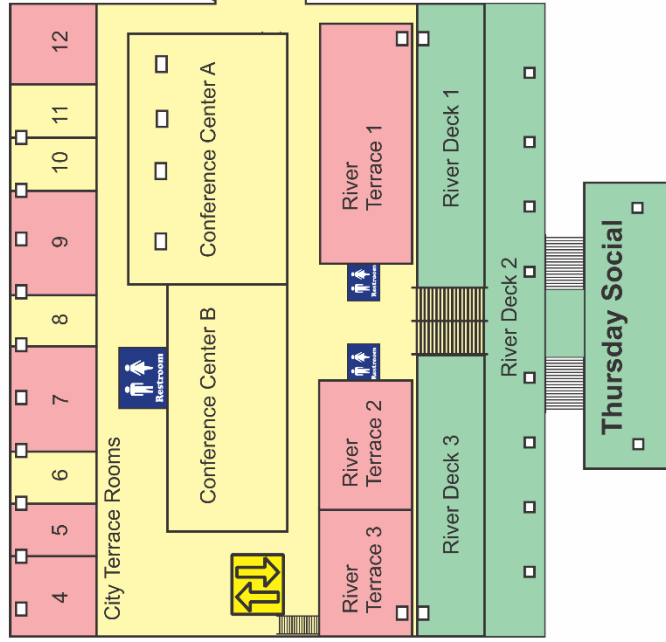 12
11
10
9
8
7
6
5
4
City Terrace Rooms
Conference Center A
Conference Center B
Restroom
River
Terrace 1
Restroom
Restroom
River
Terrace 2
River
Terrace 3
River Deck 1
River Deck 3
River Deck 2
Thursday Social